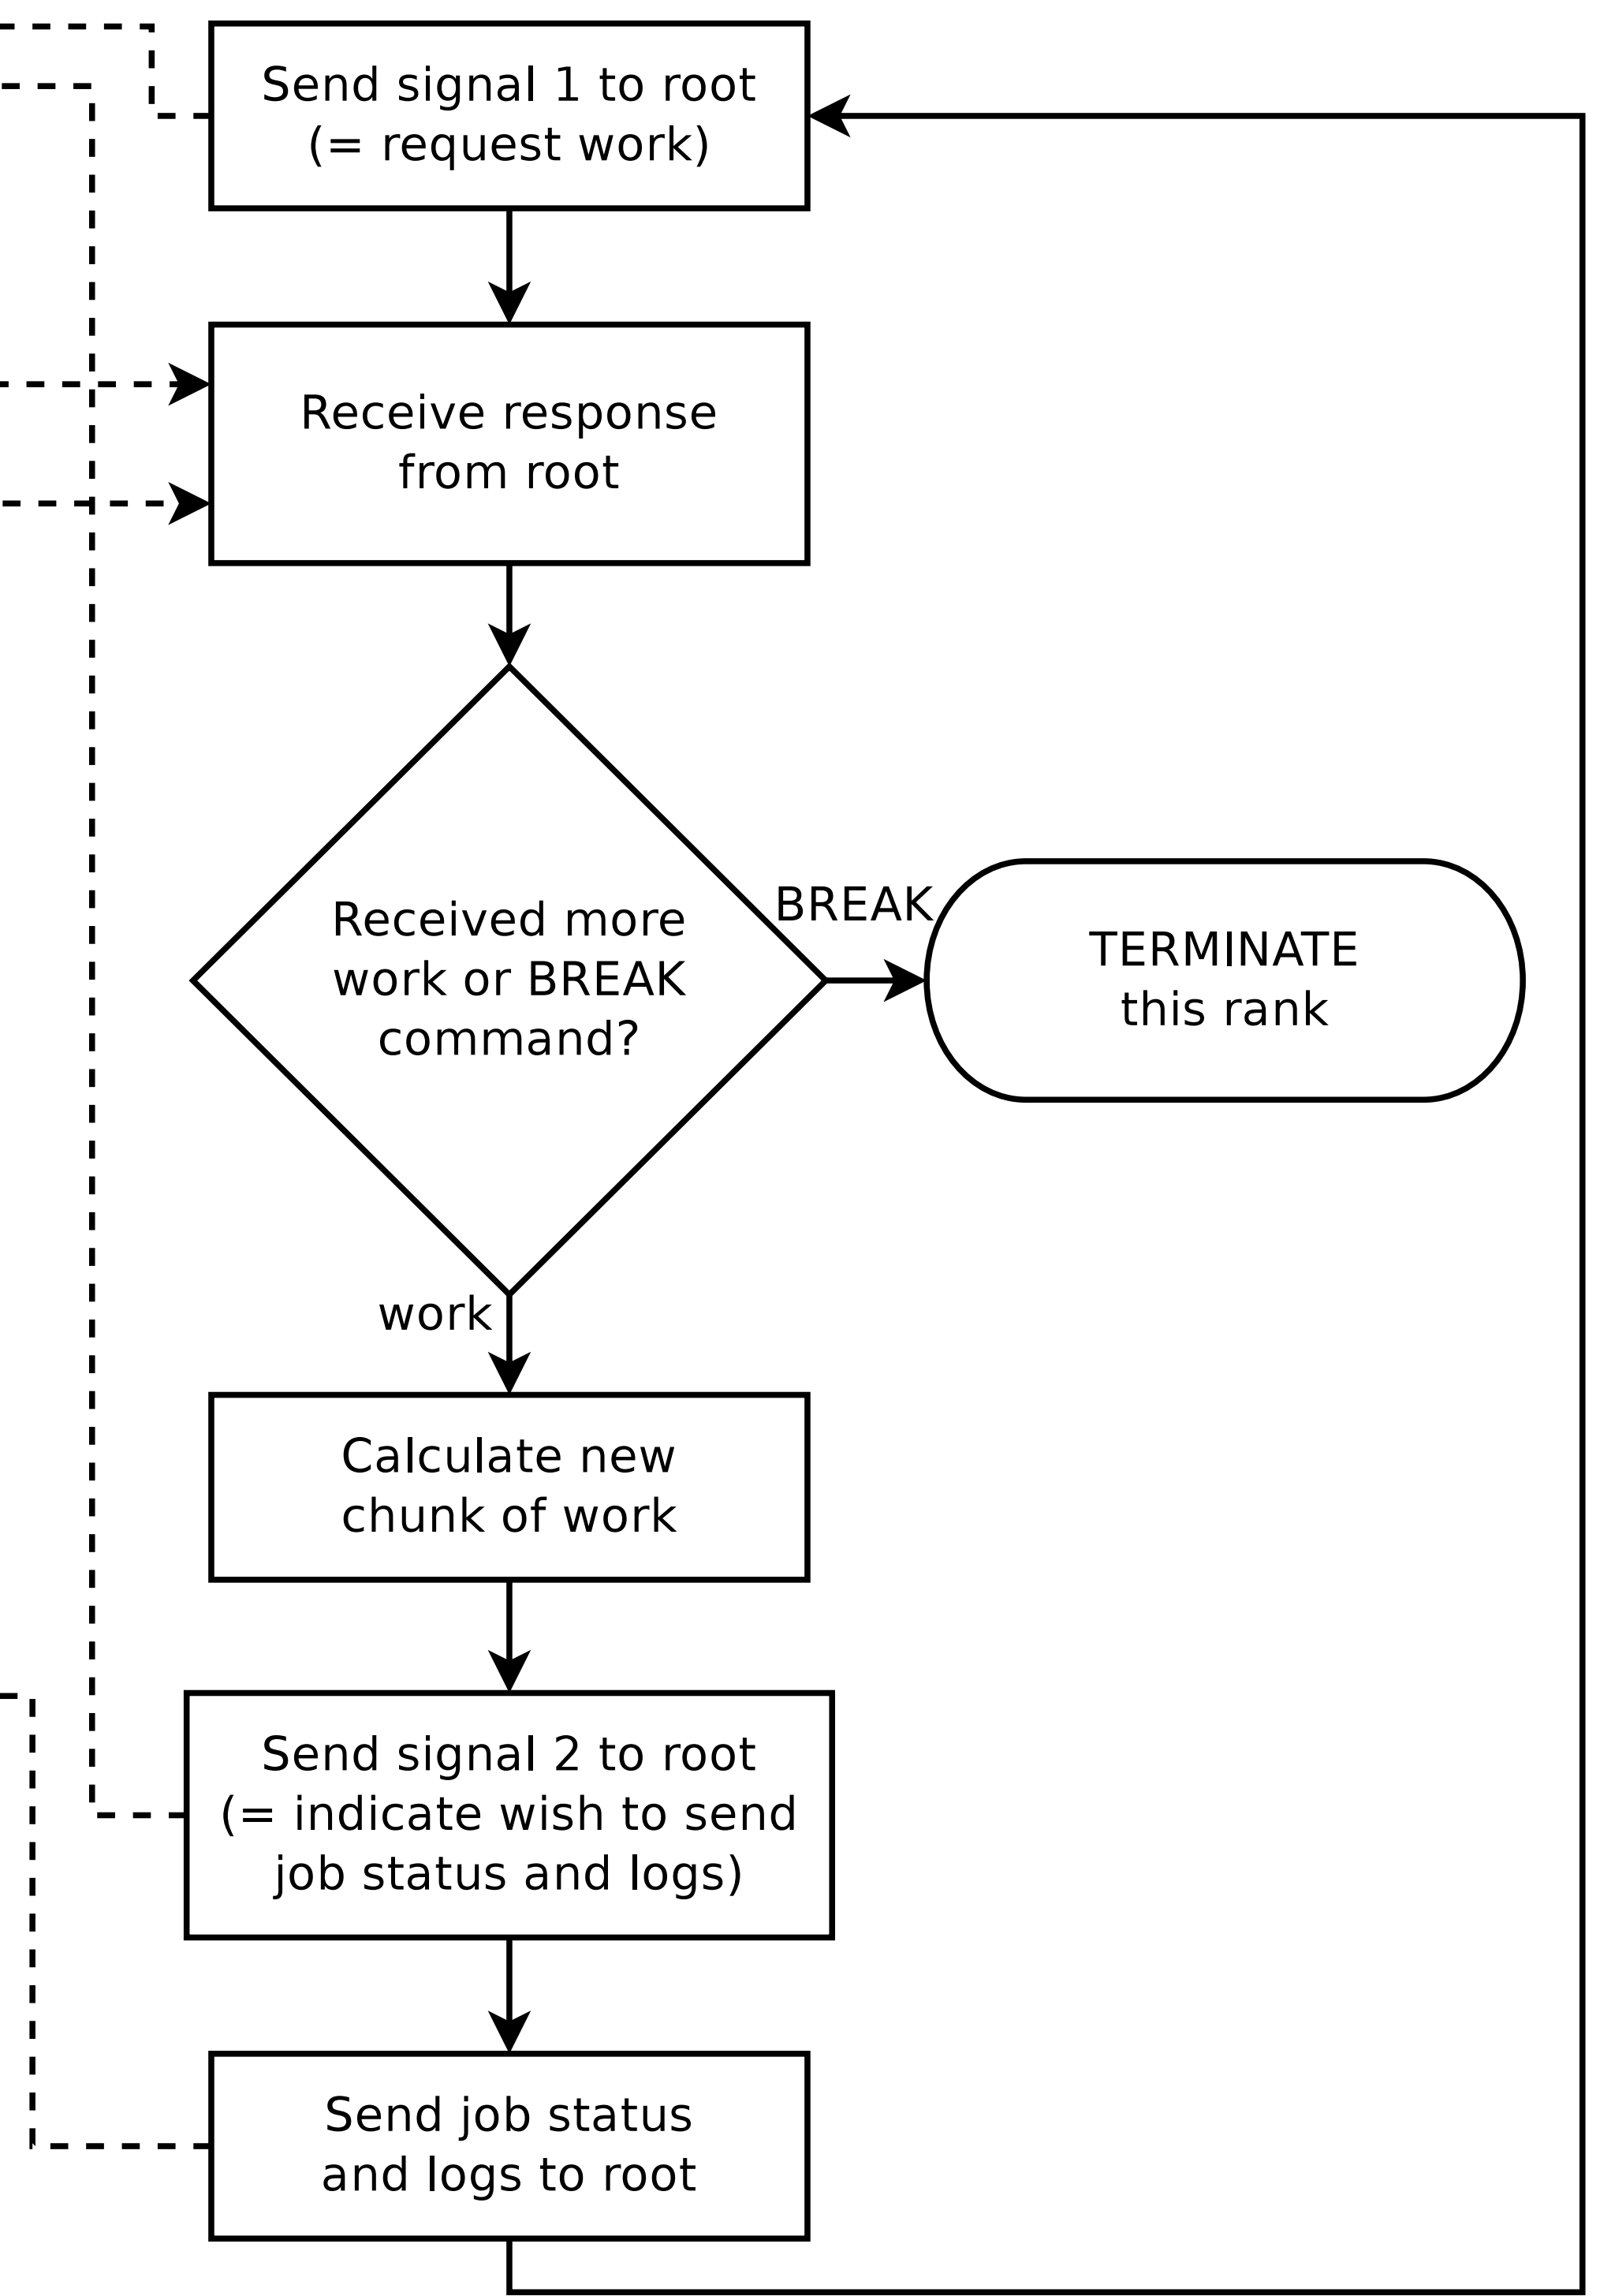 Send signal 1 to root
(= request work)
Receive response
from root
Received more
work or BREAK
command?
BREAK
TERMINATE
this rank
work
Calculate new
chunk of work
Send signal 2 to root
(= indicate wish to send
job status and logs)
Send job status
and logs to root